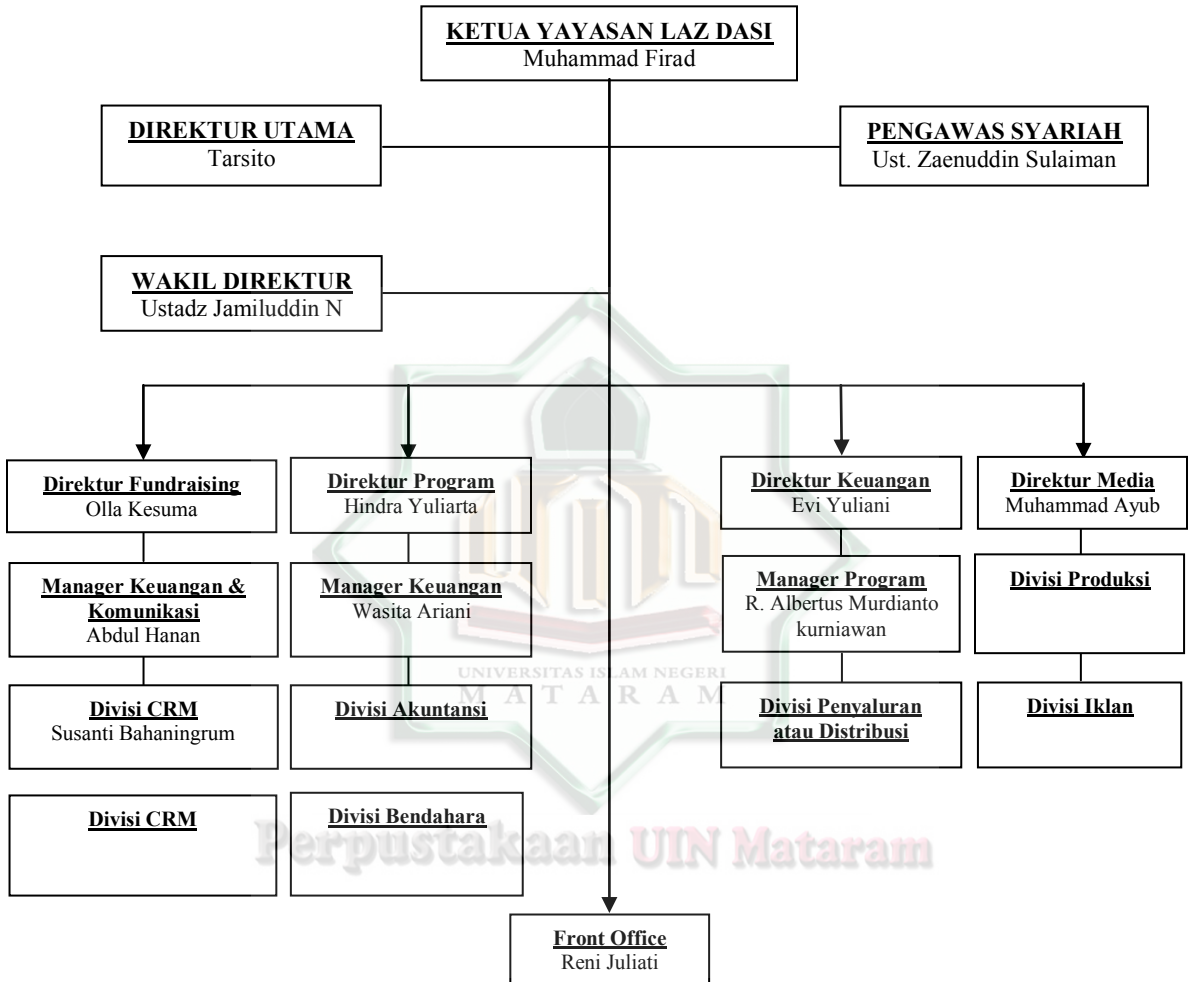 KETUA YAYASAN LAZ DASI
Muhammad Firad
DIREKTUR UTAMA
Tarsito
PENGAWAS SYARIAH
Ust. Zaenuddin Sulaiman
WAKIL DIREKTUR
Ustadz Jamiluddin N
Direktur Fundraising
Olla Kesuma
Direktur Program
Hindra Yuliarta
Direktur Keuangan
Evi Yuliani
Direktur Media
Muhammad Ayub
Manager Keuangan &
Komunikasi
Abdul Hanan
Manager Keuangan
Wasita Ariani
Manager Program
R. Albertus Murdianto
kurniawan
Divisi Produksi
UNIVERSITAS ISLAM NEGERI
MATARAM
Divisi CRM
Susanti Bahaningrum
Divisi Akuntansi
Divisi Penyaluran
atau Distribusi
Divisi Iklan
Divisi CRM
Divisi Bendahara
Perpustakaan UIN Mataram
Front Office
Reni Juliati